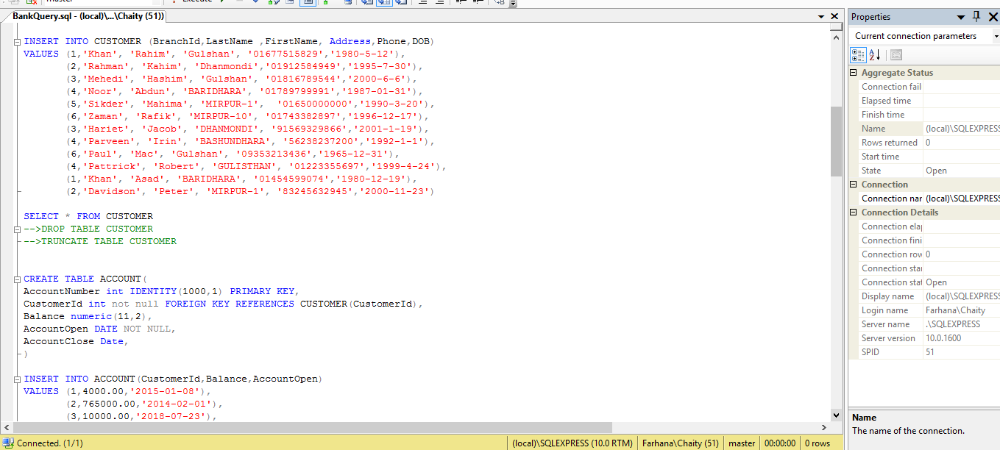 master
Execute
BankQuery.sql - (local)\...\Chaity (51))
INSERT INTO CUSTOMER (BranchId,LastName ,FirstName, Address,Phone,DOB)
VALUES (1,'Khan', 'Rahim', 'Gulshan', '01677515829','1980-5-12'),
(2,'Rahman', 'Kahim', 'Dhanmondi','01912584949','1995-7-30'),
(3,'Mehedi', 'Hashim', 'Gulshan', '01816789544','2000-6-6'),
(4,'Noor', 'Abdun', 'BARIDHARA', '01789799991','1987-01-31'),
(5,'Sikder', 'Mahima', 'MIRPUR-1',  '01650000000','1990-3-20'),
(6,'Zaman', 'Rafik', 'MIRPUR-10', '01743382897','1996-12-17'),
(3,'Hariet', 'Jacob', 'DHANMONDI', '91569329866','2001-1-19'),
(4,'Parveen', 'Irin', 'BASHUNDHARA', '56238237200','1992-1-1'),
(6,'Paul', 'Mac', 'Gulshan', '09353213436','1965-12-31'),
(4,'Pattrick', 'Robert', 'GULISTHAN', '01223355697','1999-4-24'),
(1,'Khan', 'Asad', 'BARIDHARA', '01454599074','1980-12-19'),
(2,'Davidson', 'Peter', 'MIRPUR-1', '83245632945','2000-11-23')
SELECT * FROM CUSTOMER
-->DROP TABLE CUSTOMER
-->TRUNCATE TABLE CUSTOMER
CREATE TABLE ACCOUNT(
AccountNumber int IDENTITY(1000,1) PRIMARY KEY,
CustomerId int not null FOREIGN KEY REFERENCES CUSTOMER(CustomerId),
Balance numeric(11,2),
AccountOpen DATE NOT NULL,
AccountClose Date,
)
INSERT INTO ACCOUNT(CustomerId,Balance,AccountOpen)
VALUES (1,4000.00,'2015-01-08'),
(2,765000.00,'2014-02-01'),
(3,10000.00,'2018-07-23'),
Connected. (1/1)
(local)\SQLEXPRESS (10.0 RTM)
Farhana\Chaity (51)
master
00:00:00
0 rows
Properties
Current connection parameters
Aggregate Status
Connection fail
Elapsed time
Finish time
Name (local)\SQLEXPRESS
Rows returned 0
Start time
State Open
Connection
Connection nar (local)\SQLEXPRESS
Connection Details
Connection elap
Connection fini
Connection row 0
Connection star
Connection stat Open
Display name (local)\SQLEXPRESS
Login name Farhana\Chaity
Server name .\SQLEXPRESS
Server version 10.0.1600
SPID 51
Name
The name of the connection.